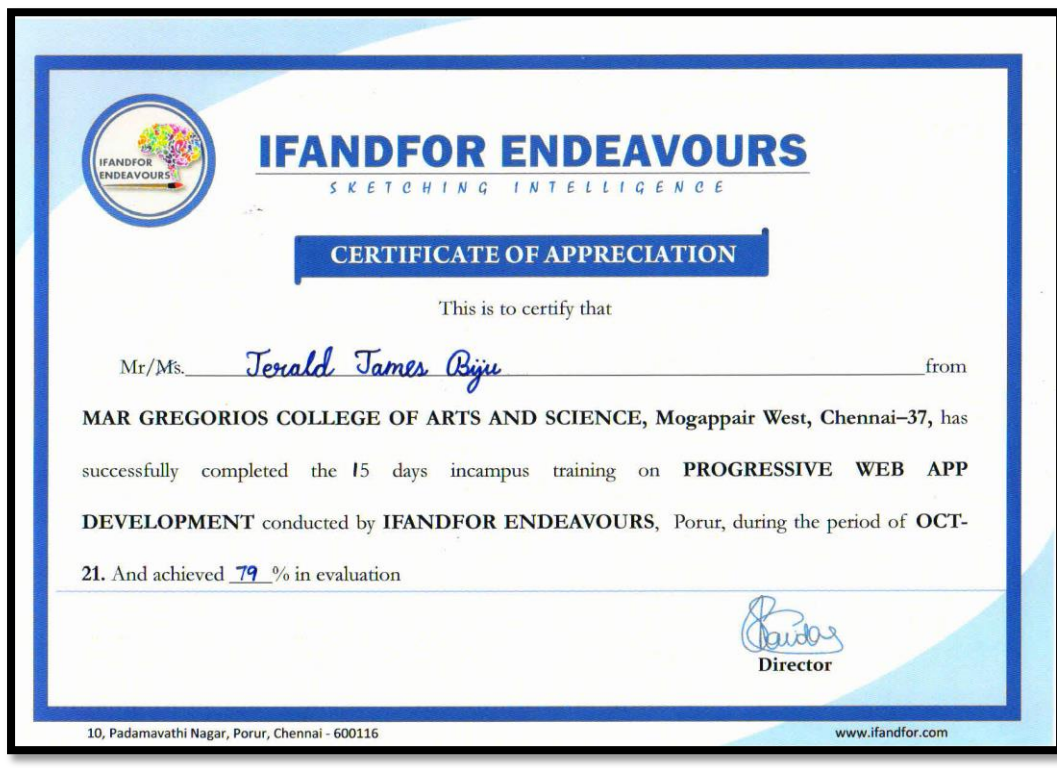 IFANDFOR
ENDEAVOURS
IFANDFOR ENDEAVOURS
SKETCHING INTELLIGENCE
CERTIFICATE OF APPRECIATION
This is to certify that
Mr/Ms. Jerald James Biju from
MAR GREGORIOS COLLEGE OF ARTS AND SCIENCE, Mogappair West, Chennai–37, has
successfully completed the 15 days incampus training on PROGRESSIVE WEB APP
DEVELOPMENT conducted by IFANDFOR ENDEAVOURS, Porur, during the period of OCT-
21. And achieved 79 % in evaluation
Director
10, Padamavathi Nagar, Porur, Chennai - 600116
www.ifandfor.com